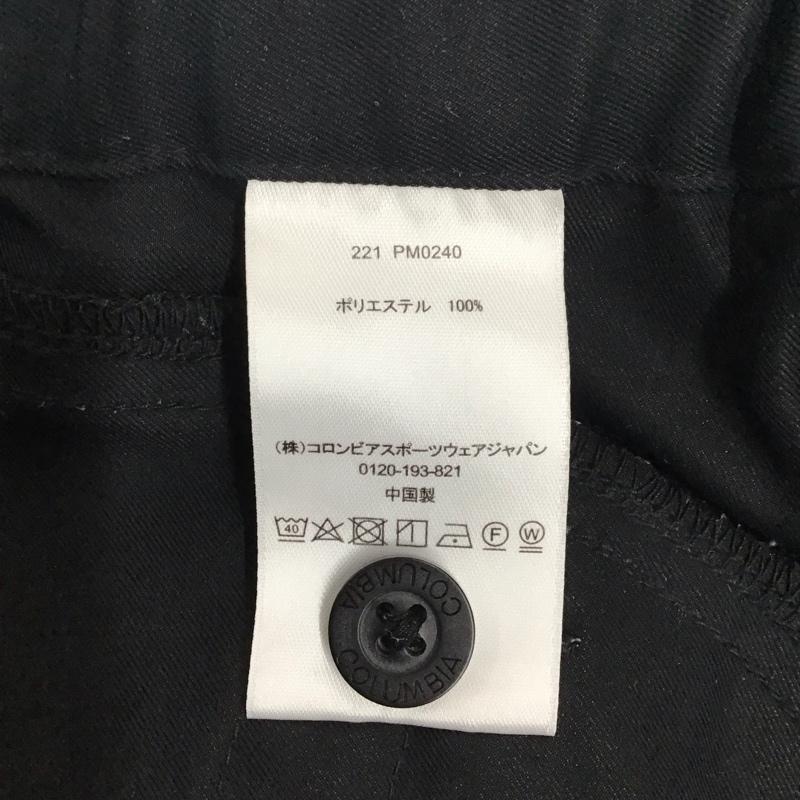 221 PM0240
ポリエステル 100%
(株)コロンビアスポーツウェアジャパン
0120-193-821
中国製
40 F W
COLUMBIA
COLUMBIA